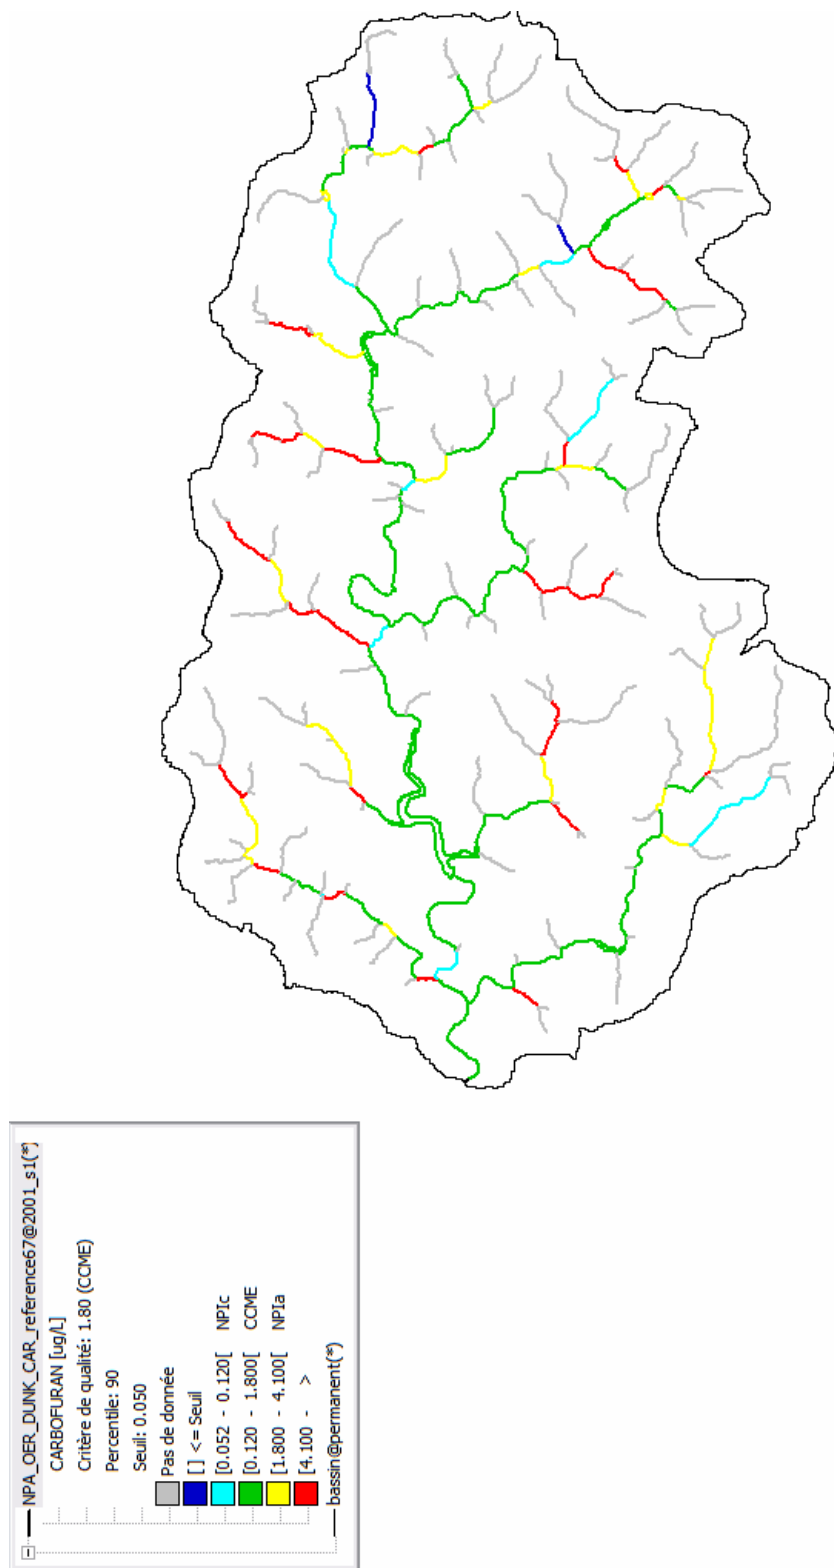 NPA_OER_DUNK_CAR_reference67@2001_s1(*)
CARBOFURAN [ug/L]
Critère de qualité: 1.80 (CCME)
Percentile: 90
Seuil: 0.050
Pas de donnée
[ ] <= Seuil
[0.052 - 0.120[ NPIc
[0.120 - 1.800[ CCME
[1.800 - 4.100[ NPIa
[4.100 - >
bassin@permanent(*)